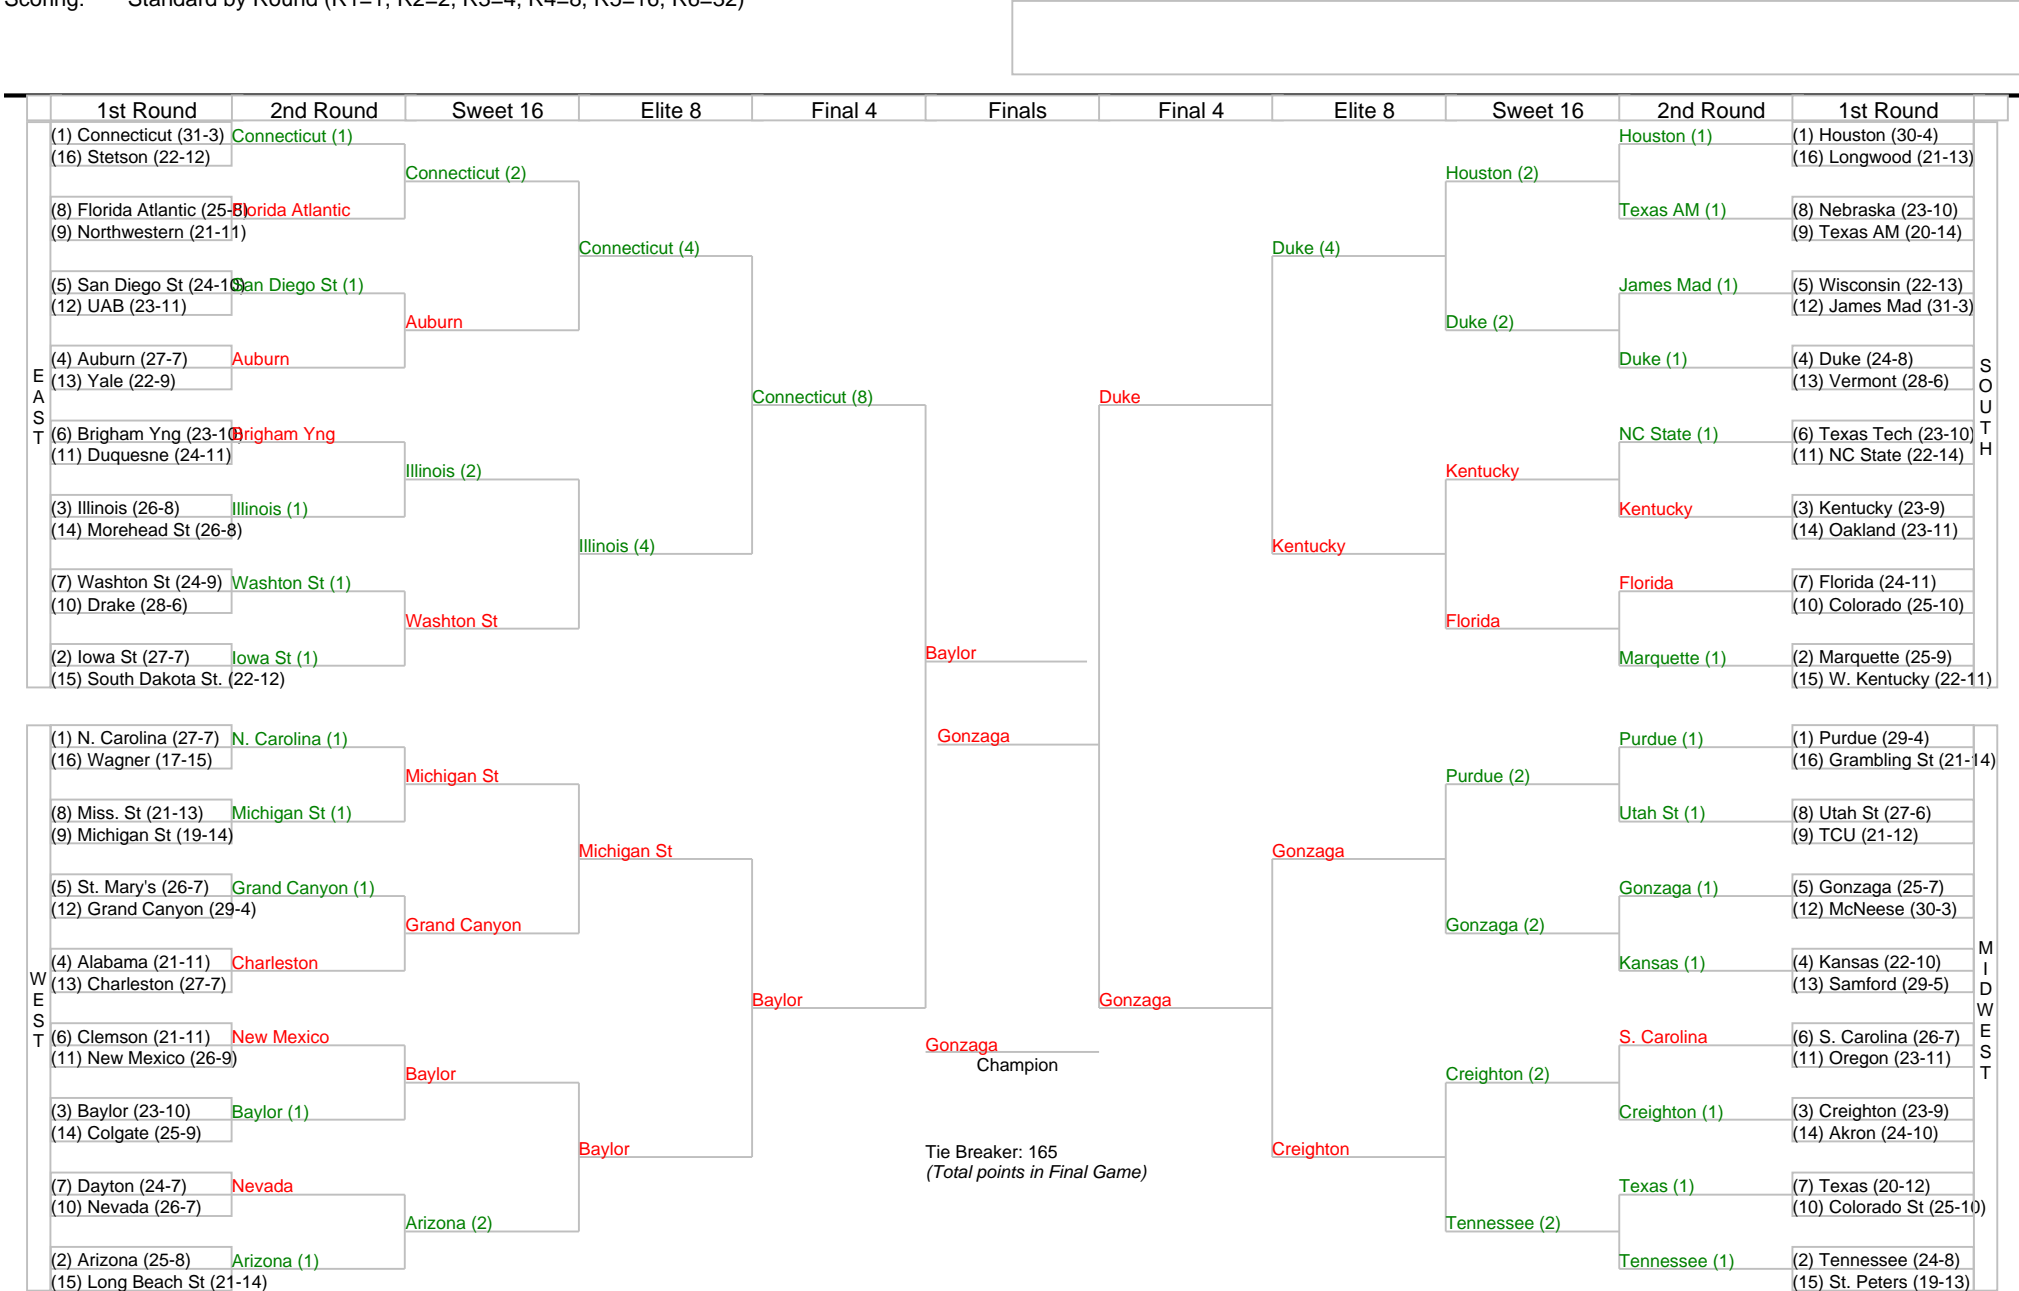 Scoring: Standard by Round (R1=1, R2=2, R3=4, R4=8, R5=16, R6=32)
1st Round 2nd Round Sweet 16 Elite 8 Final 4 Finals Final 4 Elite 8 Sweet 16 2nd Round 1st Round
EAST
(1) Connecticut (31-3)
(16) Stetson (22-12)
(8) Florida Atlantic (25-8)
(9) Northwestern (21-11)
(5) San Diego St (24-10)
(12) UAB (23-11)
(4) Auburn (27-7)
(13) Yale (22-9)
(6) Brigham Yng (23-10)
(11) Duquesne (24-11)
(3) Illinois (26-8)
(14) Morehead St (26-8)
(7) Washton St (24-9)
(10) Drake (28-6)
(2) Iowa St (27-7)
(15) South Dakota St. (22-12)
Connecticut (1)
Florida Atlantic
San Diego St (1)
Auburn
Brigham Yng
Illinois (1)
Washton St (1)
Iowa St (1)
Connecticut (2)
Auburn
Illinois (2)
Washton St
Connecticut (4)
Illinois (4)
Connecticut (8)
WEST
(1) N. Carolina (27-7)
(16) Wagner (17-15)
(8) Miss. St (21-13)
(9) Michigan St (19-14)
(5) St. Mary's (26-7)
(12) Grand Canyon (29-4)
(4) Alabama (21-11)
(13) Charleston (27-7)
(6) Clemson (21-11)
(11) New Mexico (26-9)
(3) Baylor (23-10)
(14) Colgate (25-9)
(7) Dayton (24-7)
(10) Nevada (26-7)
(2) Arizona (25-8)
(15) Long Beach St (21-14)
N. Carolina (1)
Michigan St (1)
Grand Canyon (1)
Charleston
New Mexico
Baylor (1)
Nevada
Arizona (1)
Michigan St
Grand Canyon
Baylor
Arizona (2)
Michigan St
Baylor
Baylor
Baylor
Gonzaga
Gonzaga
Champion
Tie Breaker: 165
(Total points in Final Game)
Duke
Gonzaga
Duke (4)
Kentucky
Houston (2)
Duke (2)
Kentucky
Florida
Houston (1)
Texas AM (1)
James Mad (1)
Duke (1)
NC State (1)
Kentucky
Florida
Marquette (1)
(1) Houston (30-4)
(16) Longwood (21-13)
(8) Nebraska (23-10)
(9) Texas AM (20-14)
(5) Wisconsin (22-13)
(12) James Mad (31-3)
(4) Duke (24-8)
(13) Vermont (28-6)
(6) Texas Tech (23-10)
(11) NC State (22-14)
(3) Kentucky (23-9)
(14) Oakland (23-11)
(7) Florida (24-11)
(10) Colorado (25-10)
(2) Marquette (25-9)
(15) W. Kentucky (22-11)
SOUTH
Gonzaga
Creighton
Purdue (2)
Gonzaga (2)
Creighton (2)
Tennessee (2)
Purdue (1)
Utah St (1)
Gonzaga (1)
Kansas (1)
S. Carolina
Creighton (1)
Texas (1)
Tennessee (1)
(1) Purdue (29-4)
(16) Grambling St (21-14)
(8) Utah St (27-6)
(9) TCU (21-12)
(5) Gonzaga (25-7)
(12) McNeese (30-3)
(4) Kansas (22-10)
(13) Samford (29-5)
(6) S. Carolina (26-7)
(11) Oregon (23-11)
(3) Creighton (23-9)
(14) Akron (24-10)
(7) Texas (20-12)
(10) Colorado St (25-10)
(2) Tennessee (24-8)
(15) St. Peters (19-13)
MIDWEST